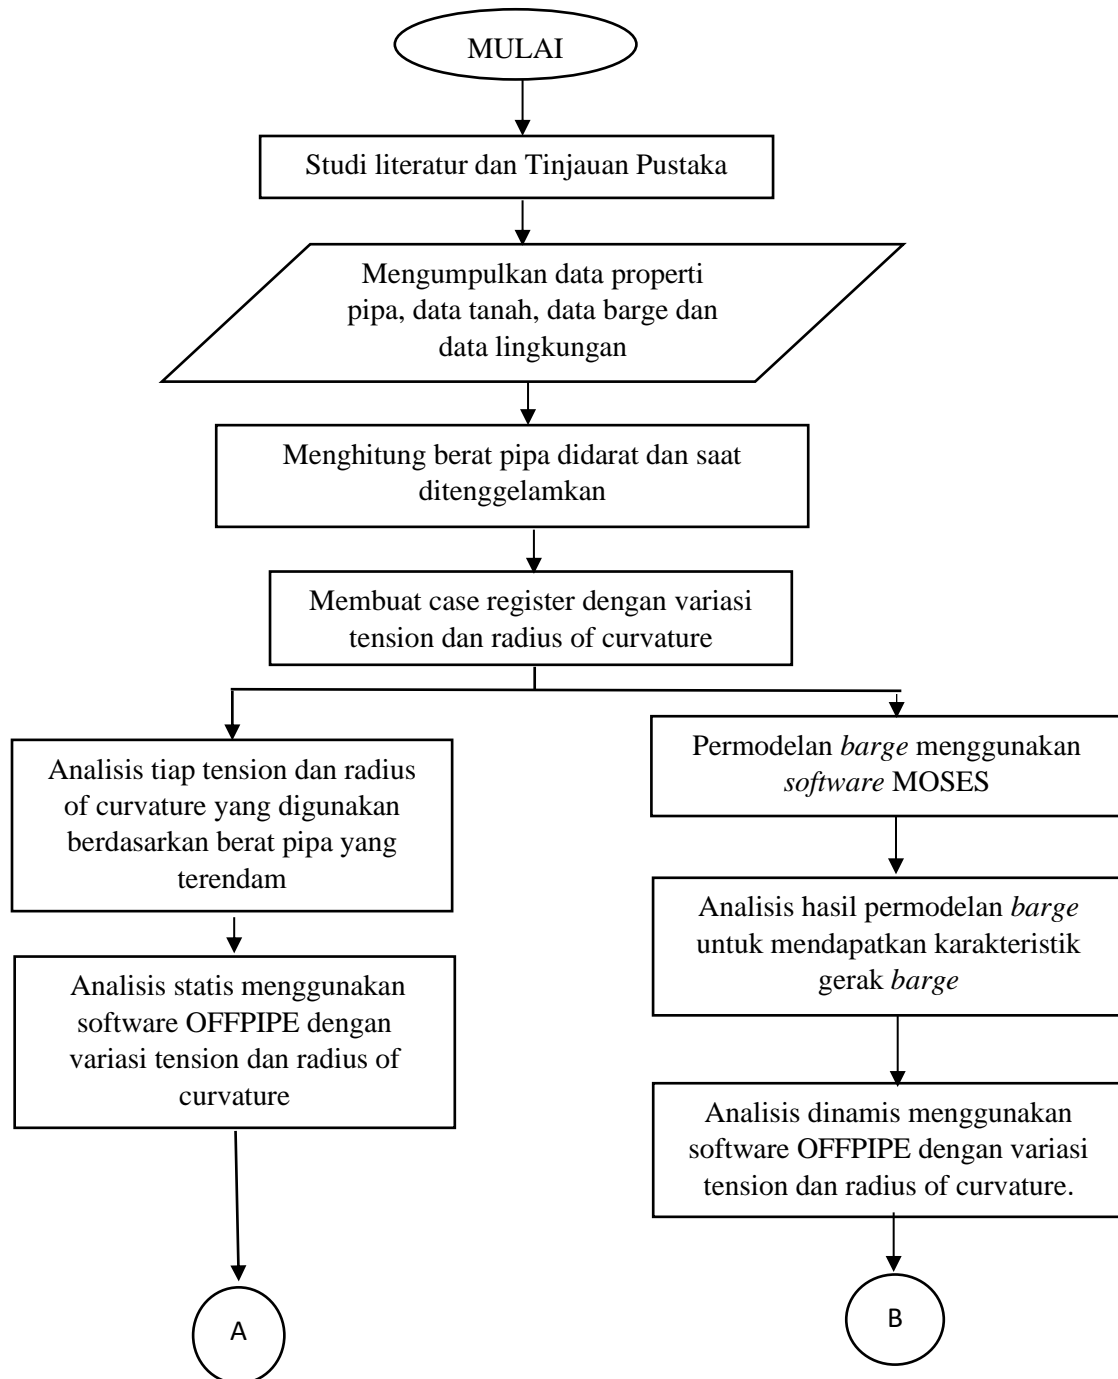 MULAI
Studi literatur dan Tinjauan Pustaka
Mengumpulkan data properti
pipa, data tanah, data barge dan
data lingkungan
Menghitung berat pipa didarat dan saat
ditenggelamkan
Membuat case register dengan variasi
tension dan radius of curvature
Analisis tiap tension dan radius
of curvature yang digunakan
berdasarkan berat pipa yang
terendam
Analisis statis menggunakan
software OFFPIPE dengan
variasi tension dan radius of
curvature
A
Permodelan barge menggunakan
software MOSES
Analisis hasil permodelan barge
untuk mendapatkan karakteristik
gerak barge
Analisis dinamis menggunakan
software OFFPIPE dengan variasi
tension dan radius of curvature.
B